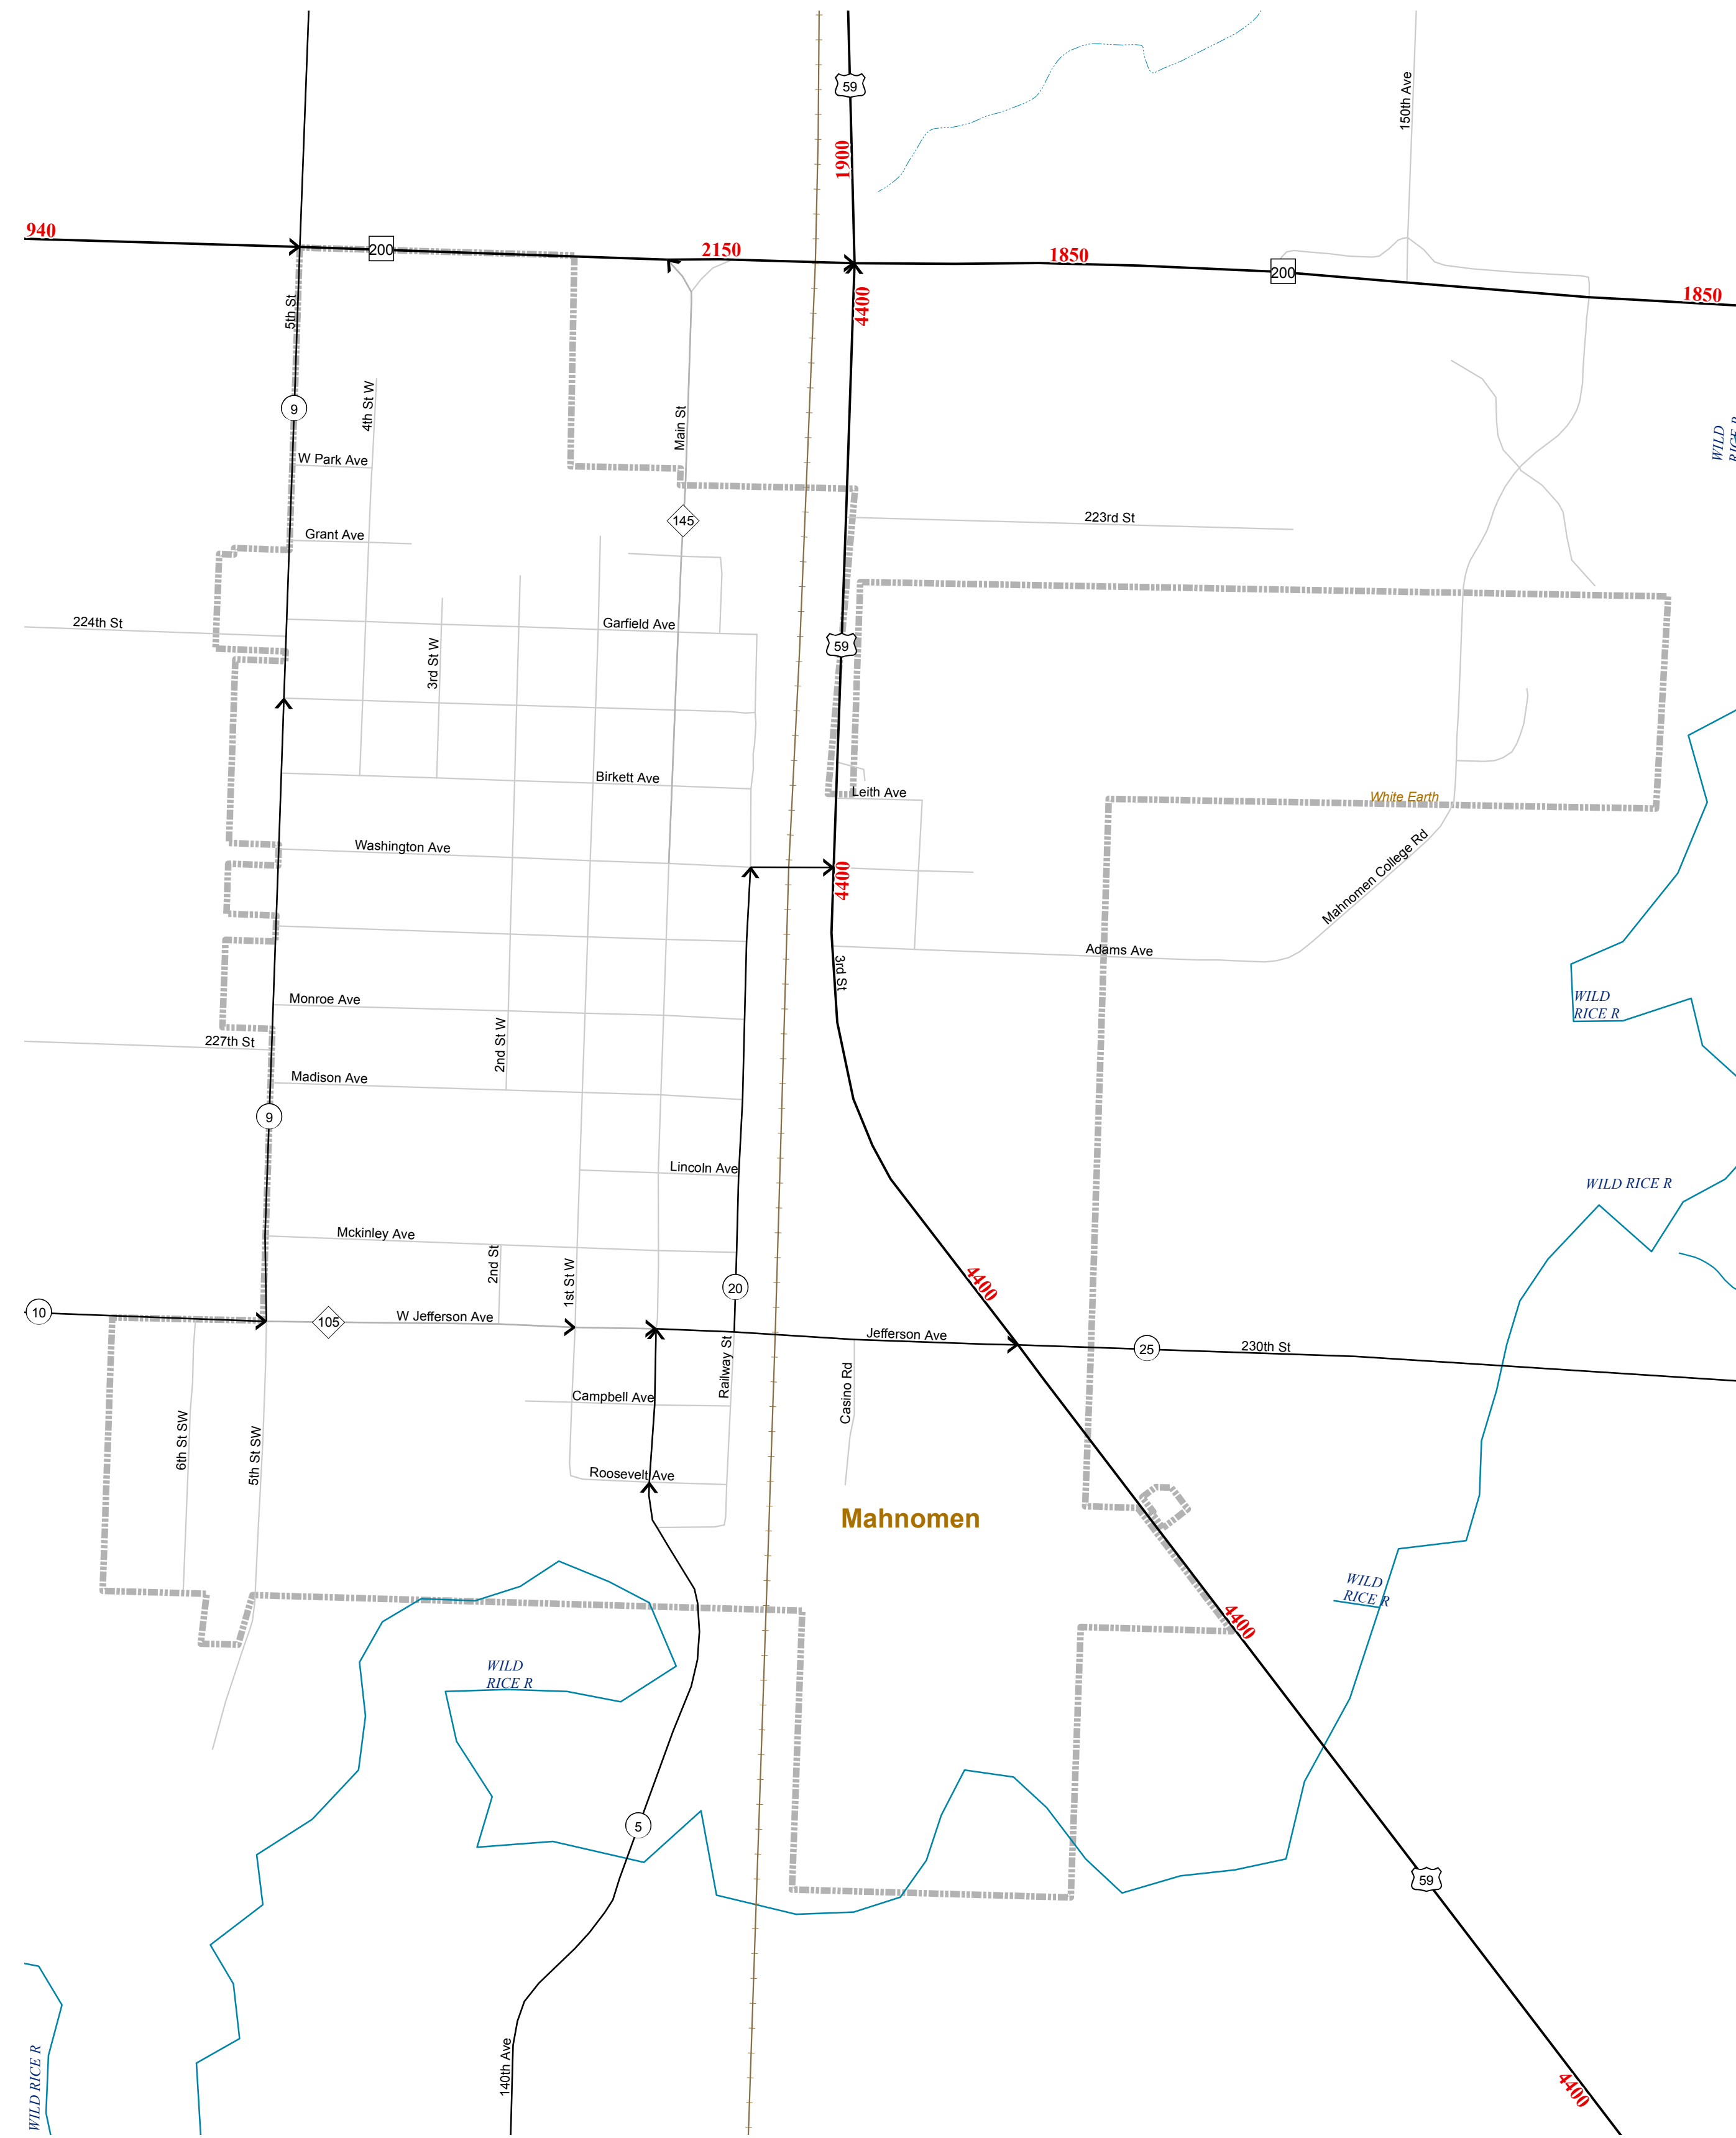 59
150th Ave
1900
940
200
2150
1850
200
1850
5th St
4400
9
4th St W
Main St
W Park Ave
WILD
RICE R
145
223rd St
Grant Ave
224th St
Garfield Ave
3rd St W
59
Birkett Ave
Leith Ave
White Earth
Washington Ave
4400
Mahnomen College Rd
Adams Ave
3rd St
Monroe Ave
WILD
RICE R
227th St
2nd St W
Madison Ave
9
Lincoln Ave
WILD RICE R
Mckinley Ave
2nd St
1st St W
20
4400
10
105
W Jefferson Ave
Jefferson Ave
25
230th St
Railway St
Casino Rd
Campbell Ave
6th St SW
5th St SW
Roosevelt Ave
Mahnomen
WILD
RICE R
4400
WILD
RICE R
5
59
140th Ave
WILD RICE R
4400